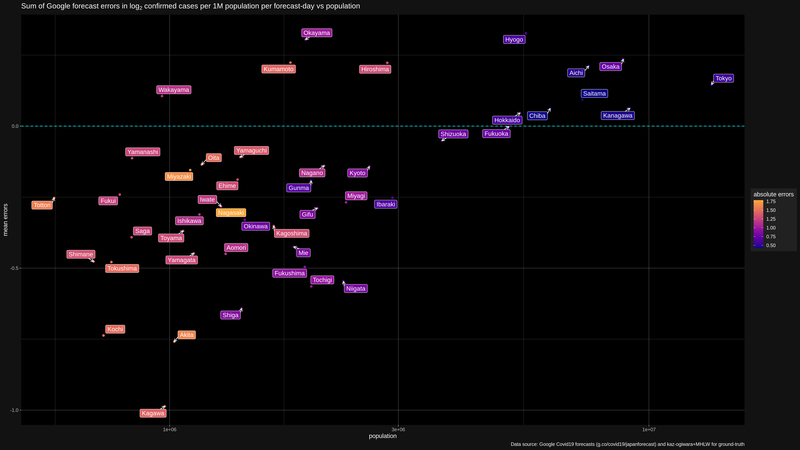 Sum of Google forecast errors in log₂ confirmed cases per 1M population per forecast-day vs population
Okayama
Hyogo
Kumamoto
Hiroshima
Osaka
Aichi
Tokyo
Wakayama
Saitama
Chiba
Kanagawa
Hokkaido
0.0
Shizuoka
Fukuoka
Yamanashi
Yamaguchi
Oita
Miyazaki
Nagano
Kyoto
Ehime
Gunma
Tottori
Fukui
Iwate
Miyagi
Ibaraki
Nagasaki
Gifu
Ishikawa
Okinawa
Saga
Toyama
Kagoshima
Aomori
Shimane
Yamagata
Mie
-0.5
Tokushima
Fukushima
Tochigi
Niigata
Shiga
Kochi
Akita
-1.0
Kagawa
mean errors
1e+06
3e+06
1e+07
population
absolute errors
1.75
1.50
1.25
1.00
0.75
0.50
Data source: Google Covid19 forecasts (g.co/covid19/japanforecast) and kaz-ogiwara+MHLW for ground-truth